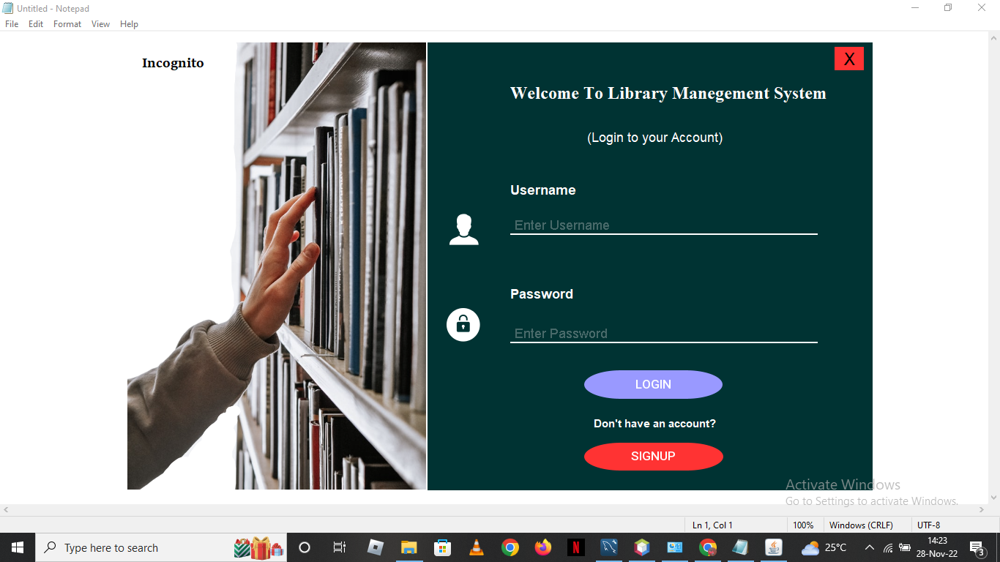 Untitled - Notepad
File Edit Format View Help
Incognito
X
Welcome To Library Manegement System
(Login to your Account)
Username
Enter Username
Password
Enter Password
LOGIN
Don't have an account?
SIGNUP
Activate Windows
Go to Settings to activate Windows.
Ln 1, Col 1 100% Windows (CRLF) UTF-8
Type here to search
N
25°C
14:23
28-Nov-22
3